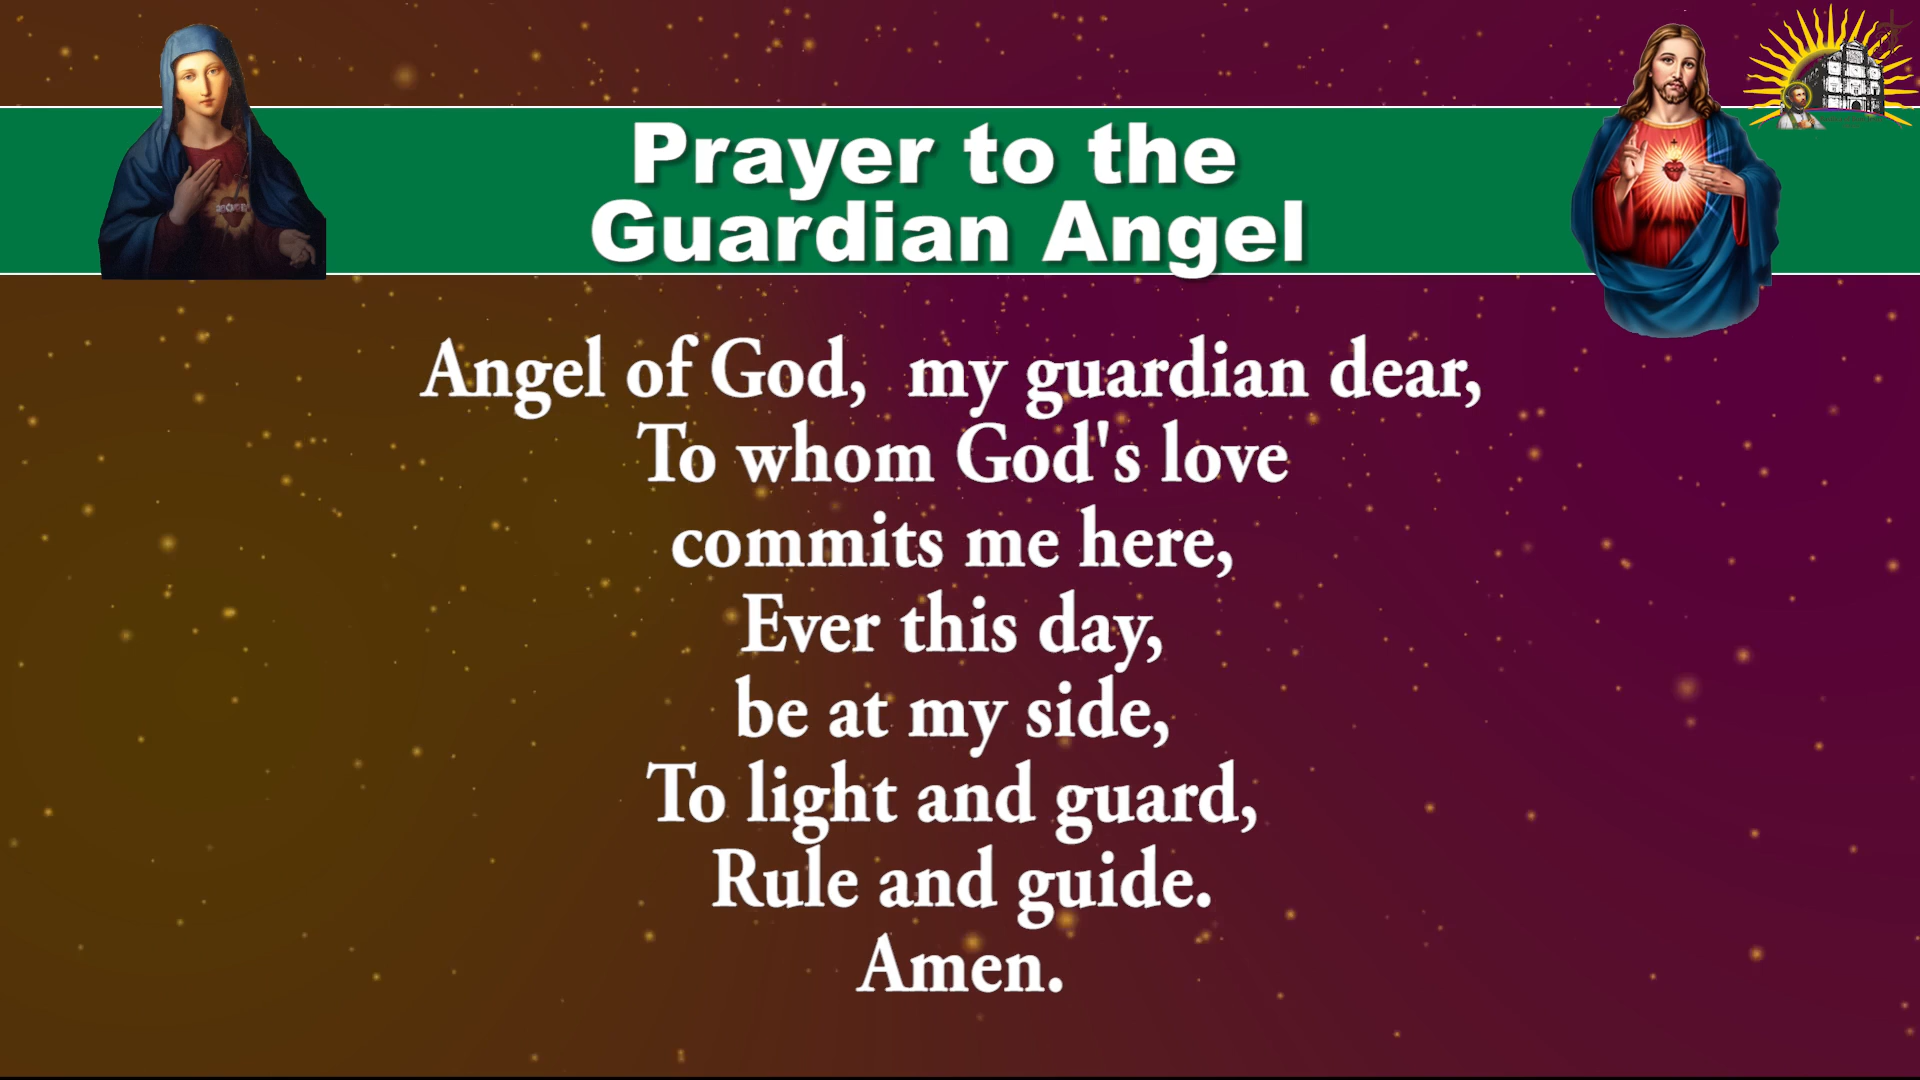 Prayer to the
Guardian Angel
Angel of God,  my guardian dear,
To whom God's love
commits me here,
Ever this day,
be at my side,
To light and guard,
Rule and guide.
Amen.